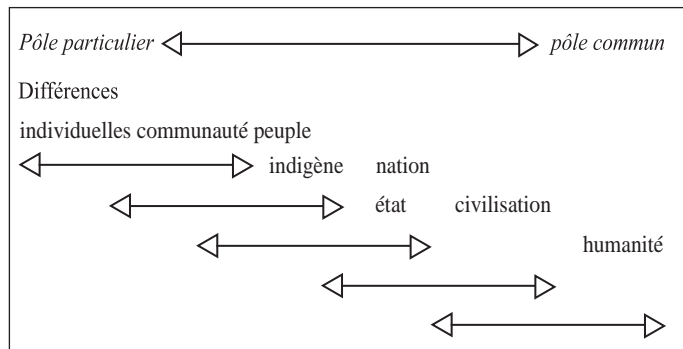 Pôle particulier pôle commun
Différences
individuelles communauté peuple
indigène nation
état civilisation
humanité